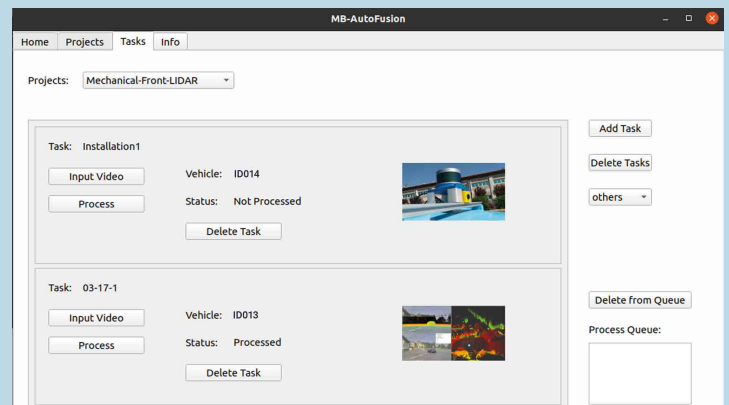 MB-AutoFusion
Home Projects Tasks Info
Projects: Mechanical-Front-LIDAR
Add Task
Task: Installation1
Delete Tasks
Input Video
Vehicle: ID014
Process
Status: Not Processed
others
Delete Task
Task: 03-17-1
Delete from Queue
Input Video
Vehicle: ID013
Process Queue:
Process
Status: Processed
Delete Task